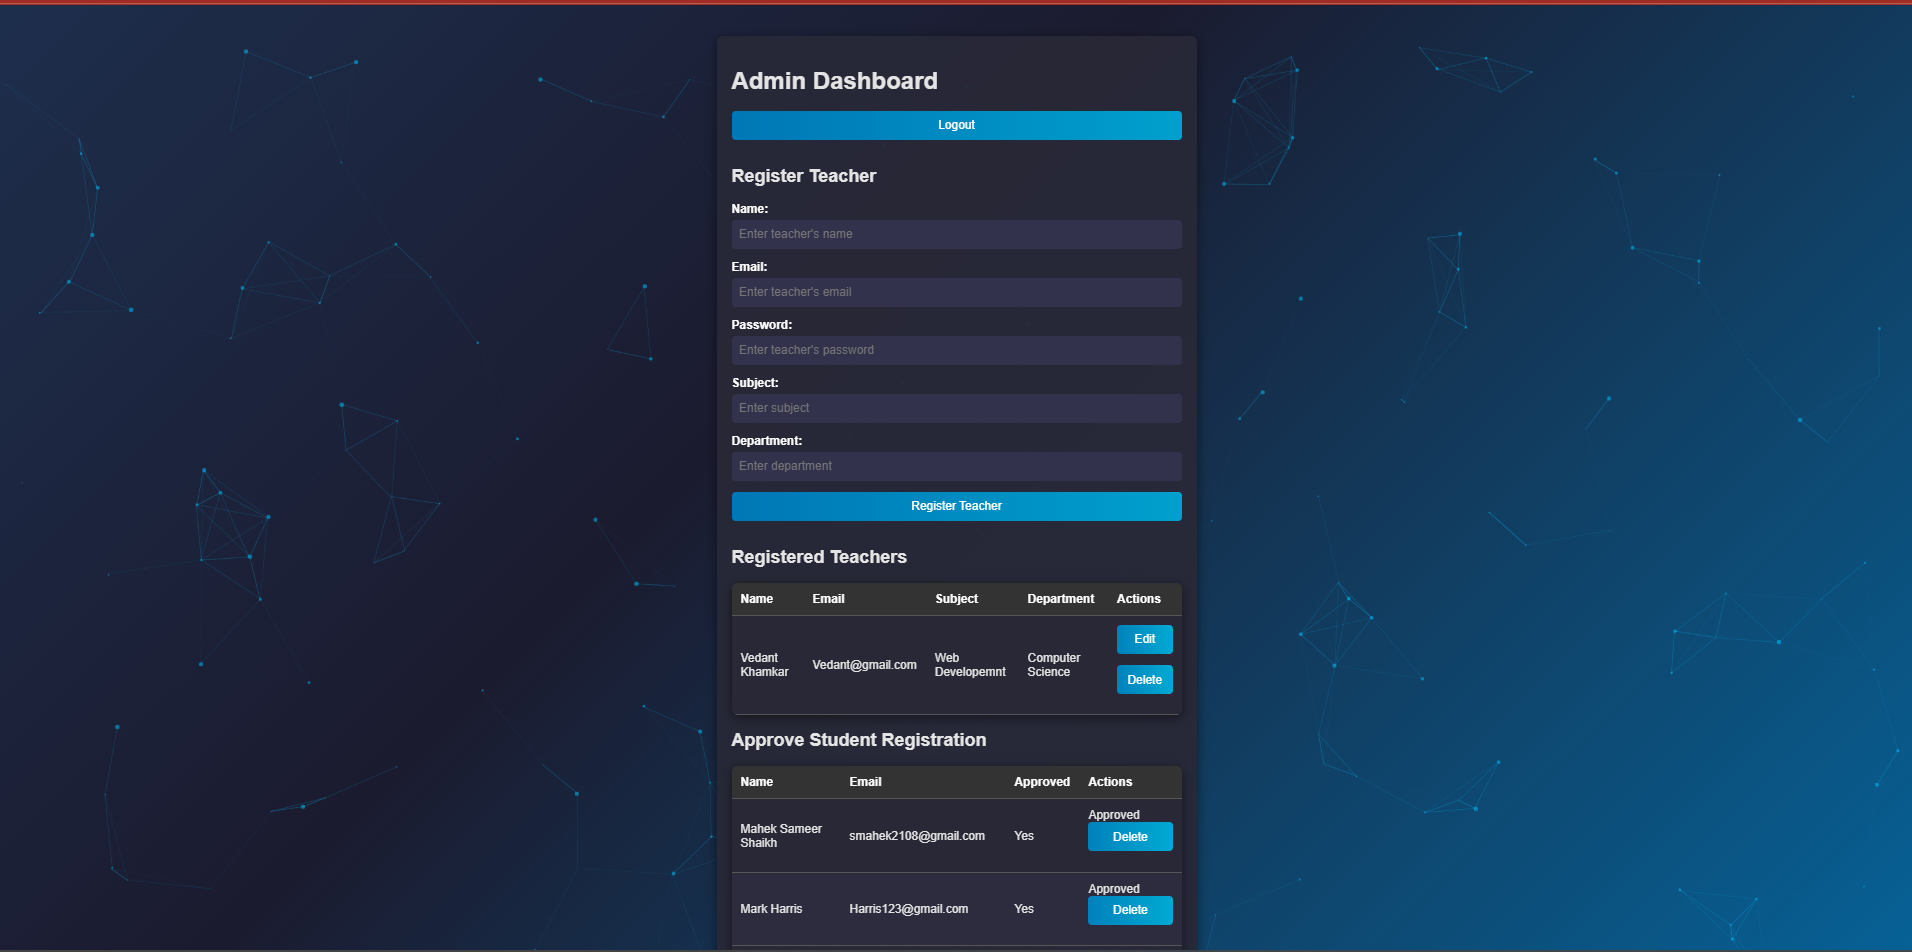 Admin Dashboard
Logout
Register Teacher
Name:
Enter teacher's name
Email:
Enter teacher's email
Password:
Enter teacher's password
Subject:
Enter subject
Department:
Enter department
Register Teacher
Registered Teachers
Name Email Subject Department Actions
Vedant Khamkar Vedant@gmail.com Web Developemnt Computer Science Edit
Delete
Approve Student Registration
Name Email Approved Actions
Mahek Sameer Shaikh smahek2108@gmail.com Yes Approved
Delete
Mark Harris Harris123@gmail.com Yes Approved
Delete